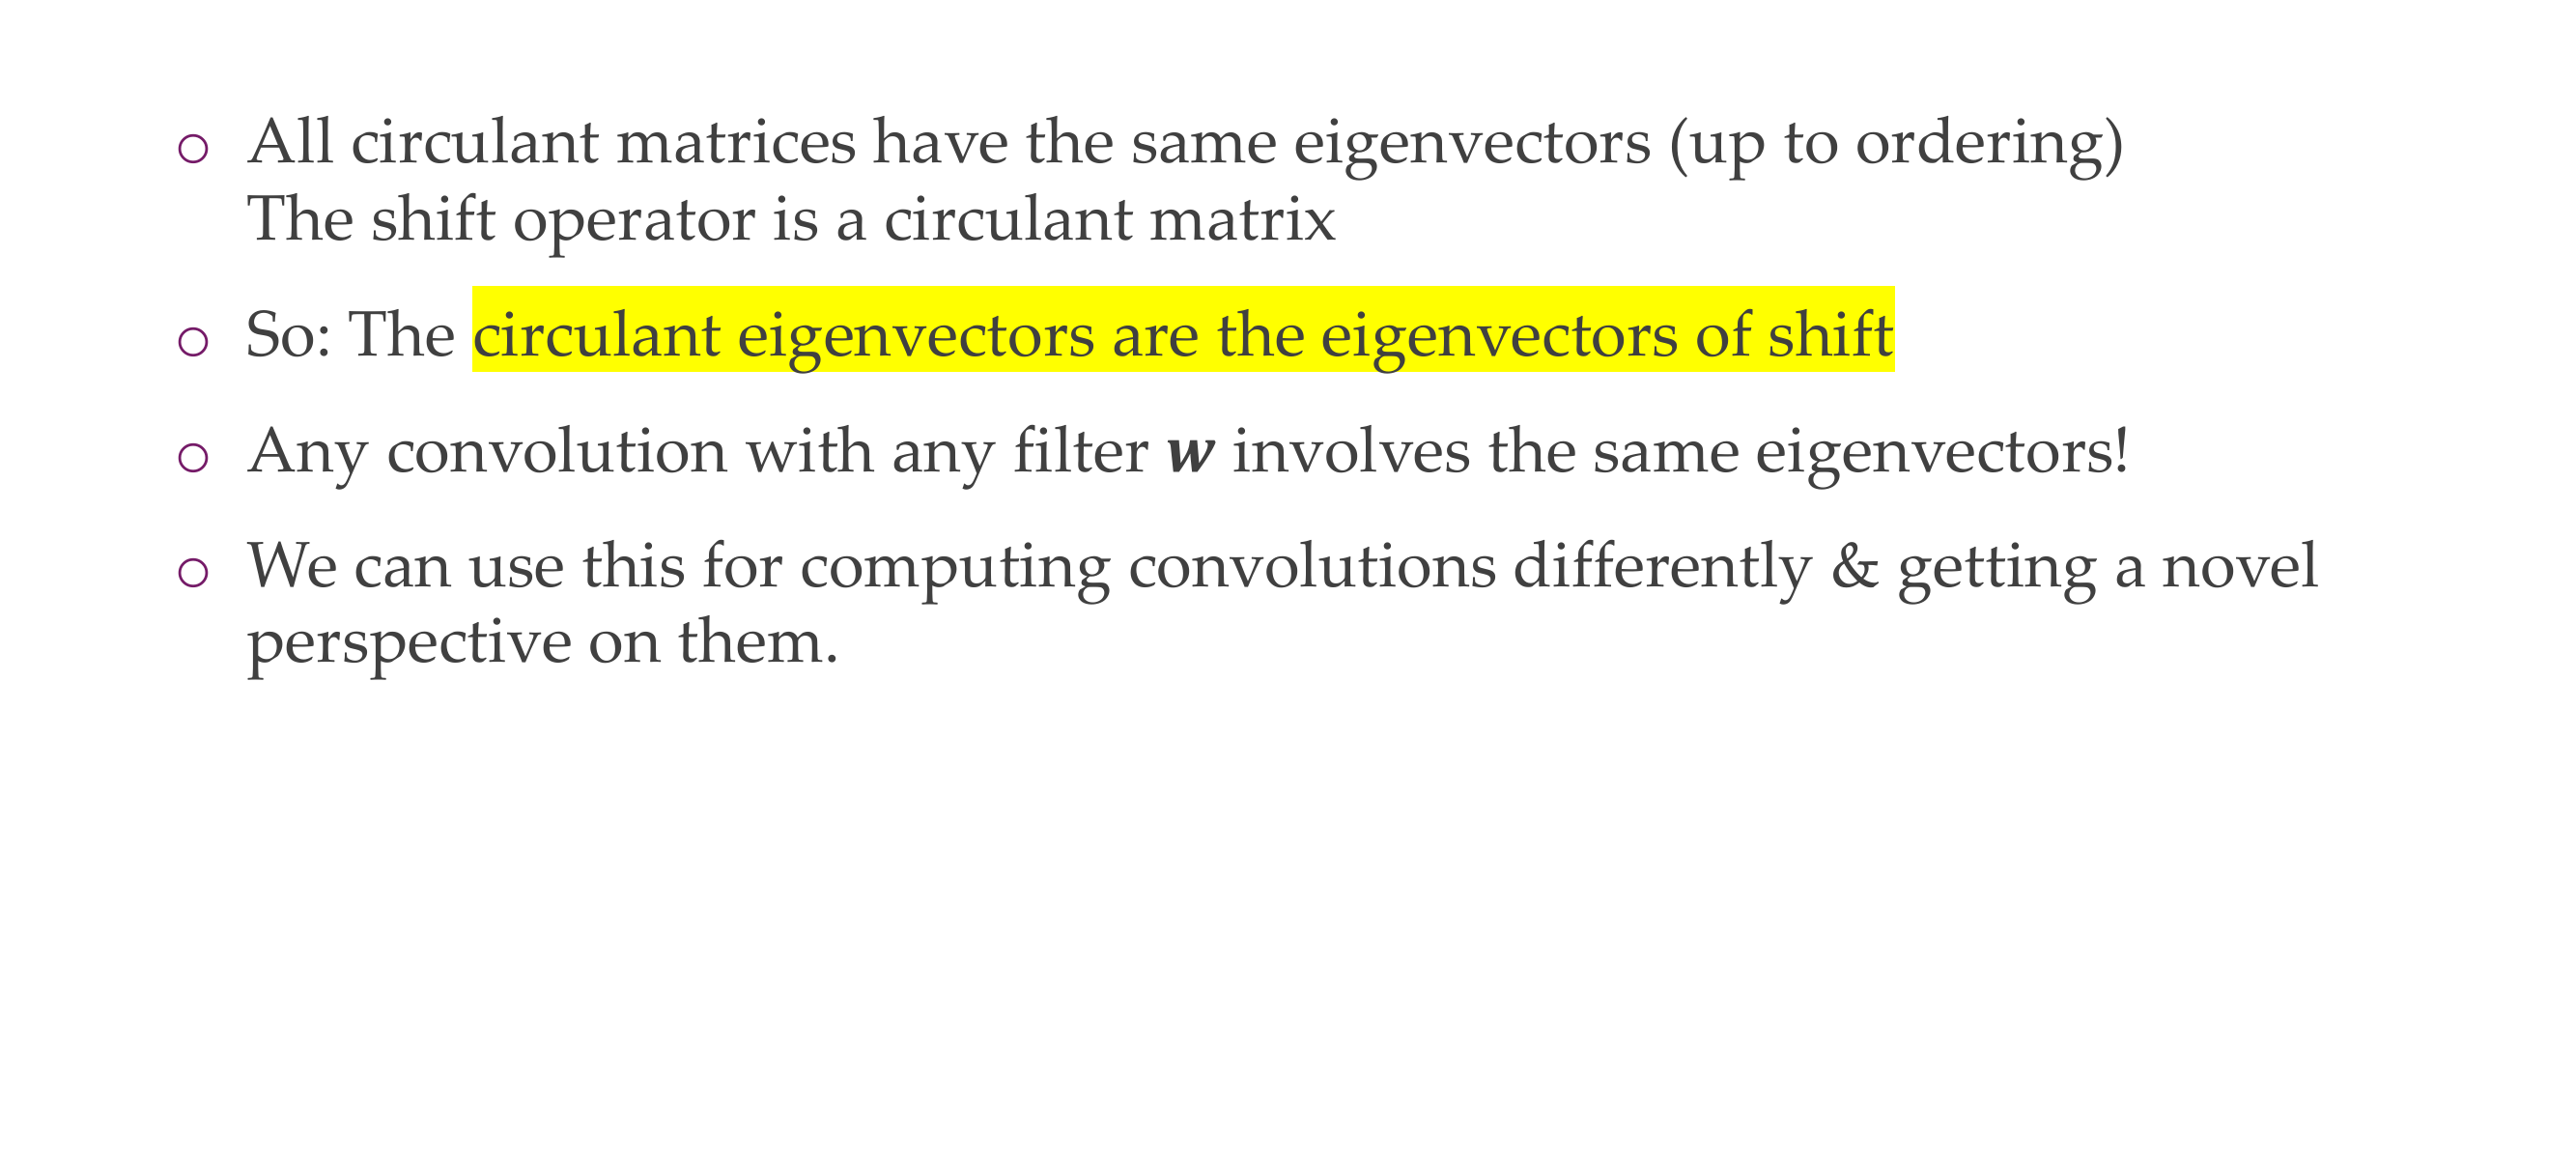 All circulant matrices have the same eigenvectors (up to ordering)
The shift operator is a circulant matrix
So: The circulant eigenvectors are the eigenvectors of shift
Any convolution with any filter w involves the same eigenvectors!
We can use this for computing convolutions differently & getting a novel
perspective on them.